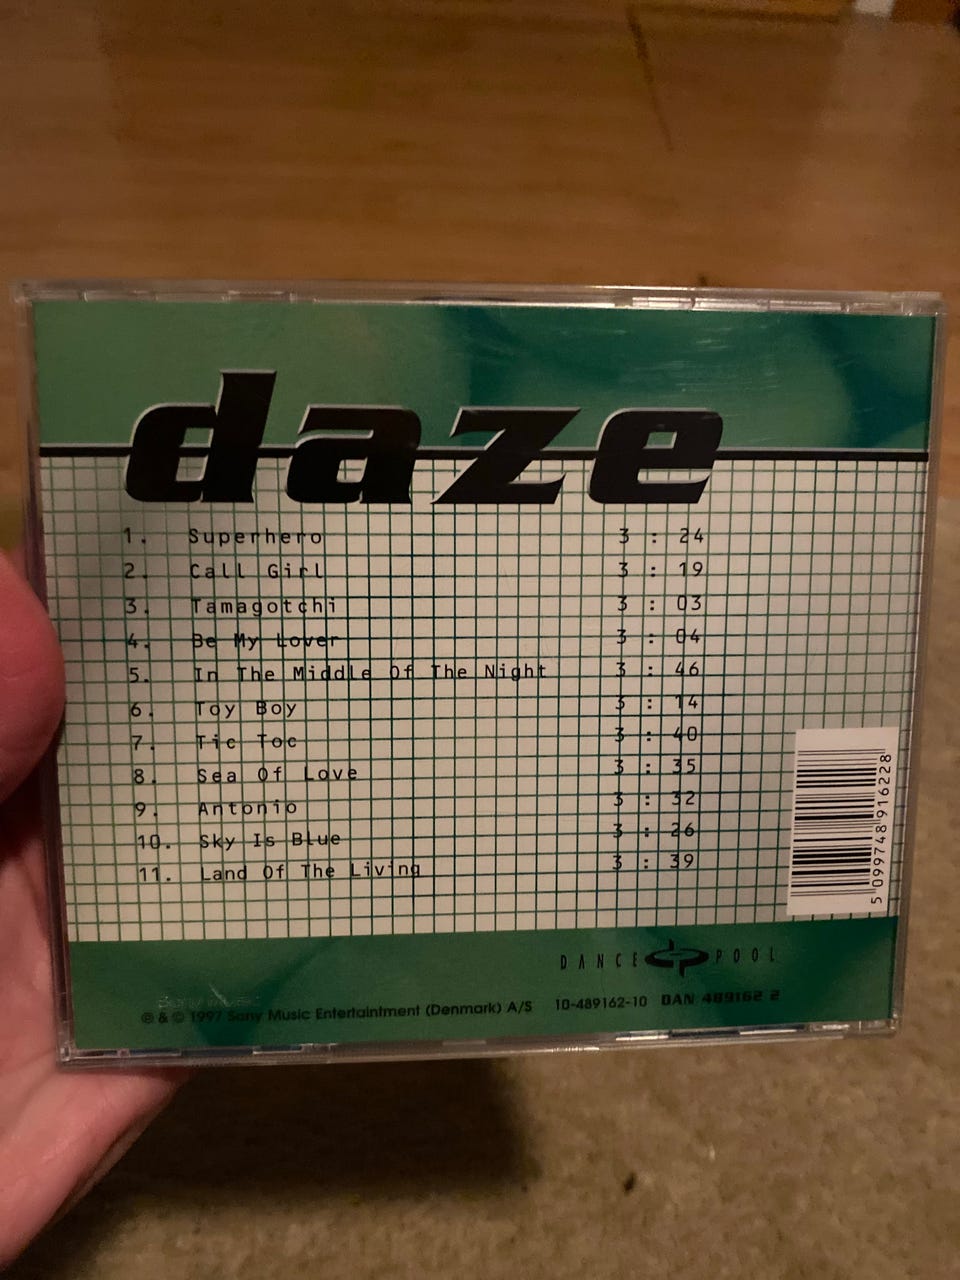 daze
1. Superhero 3 : 24
2. Call Girl 3 : 19
3. Tamagotchi 3 : 03
4. Be My Lover 3 : 04
5. In The Middle Of The Night 3 : 46
6. Toy Boy 3 : 14
7. Tic Toc 3 : 40
8. Sea Of Love 3 : 35
9. Antonio 3 : 32
10. Sky Is Blue 3 : 26
11. Land Of The Living 3 : 39
5 099748 916228
DANCE POOL
℗ & © 1997 Sony Music Entertaintment (Denmark) A/S 10-489162-10 DAN 489162 2